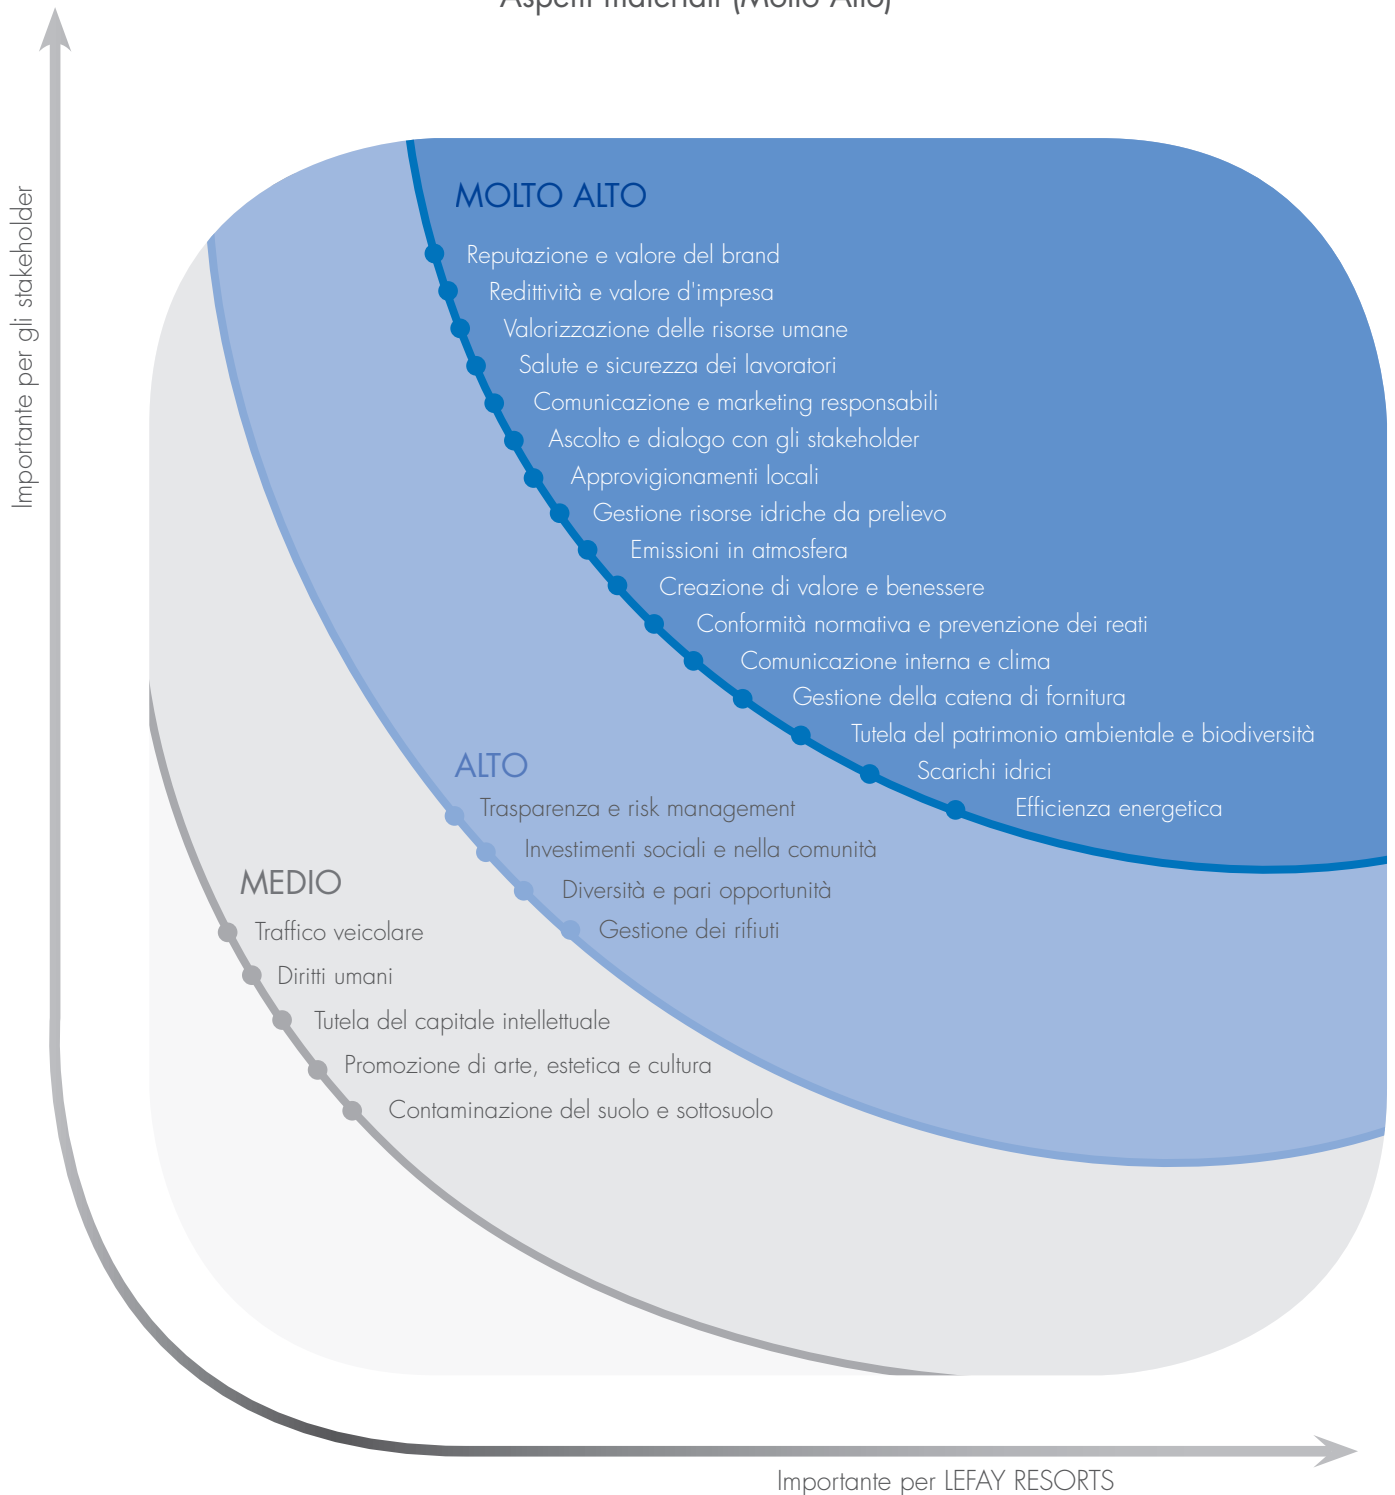 Aspetti materiali (Molto Alto)
Importante per gli stakeholder
MOLTO ALTO
Reputazione e valore del brand
Redittività e valore d'impresa
Valorizzazione delle risorse umane
Salute e sicurezza dei lavoratori
Comunicazione e marketing responsabili
Ascolto e dialogo con gli stakeholder
Approvigionamenti locali
Gestione risorse idriche da prelievo
Emissioni in atmosfera
Creazione di valore e benessere
Conformità normativa e prevenzione dei reati
Comunicazione interna e clima
Gestione della catena di fornitura
Tutela del patrimonio ambientale e biodiversità
Scarichi idrici
Efficienza energetica
ALTO
Trasparenza e risk management
Investimenti sociali e nella comunità
Diversità e pari opportunità
Gestione dei rifiuti
MEDIO
Traffico veicolare
Diritti umani
Tutela del capitale intellettuale
Promozione di arte, estetica e cultura
Contaminazione del suolo e sottosuolo
Importante per LEFAY RESORTS